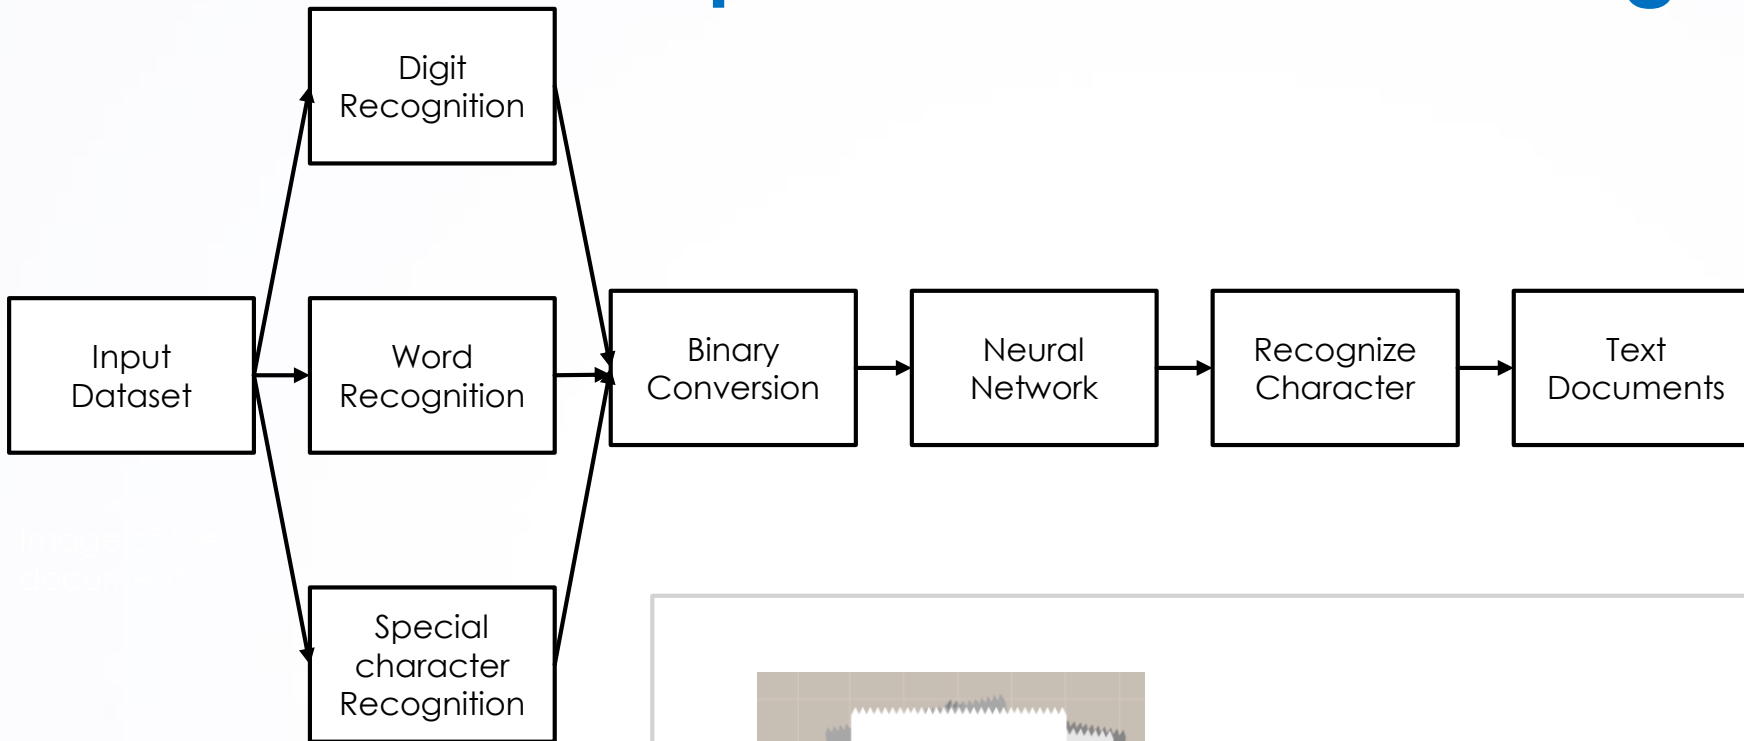 Digit
Recognition
Input
Dataset
Word
Recognition
Binary
Conversion
Neural
Network
Recognize
Character
Text
Documents
Special
character
Recognition